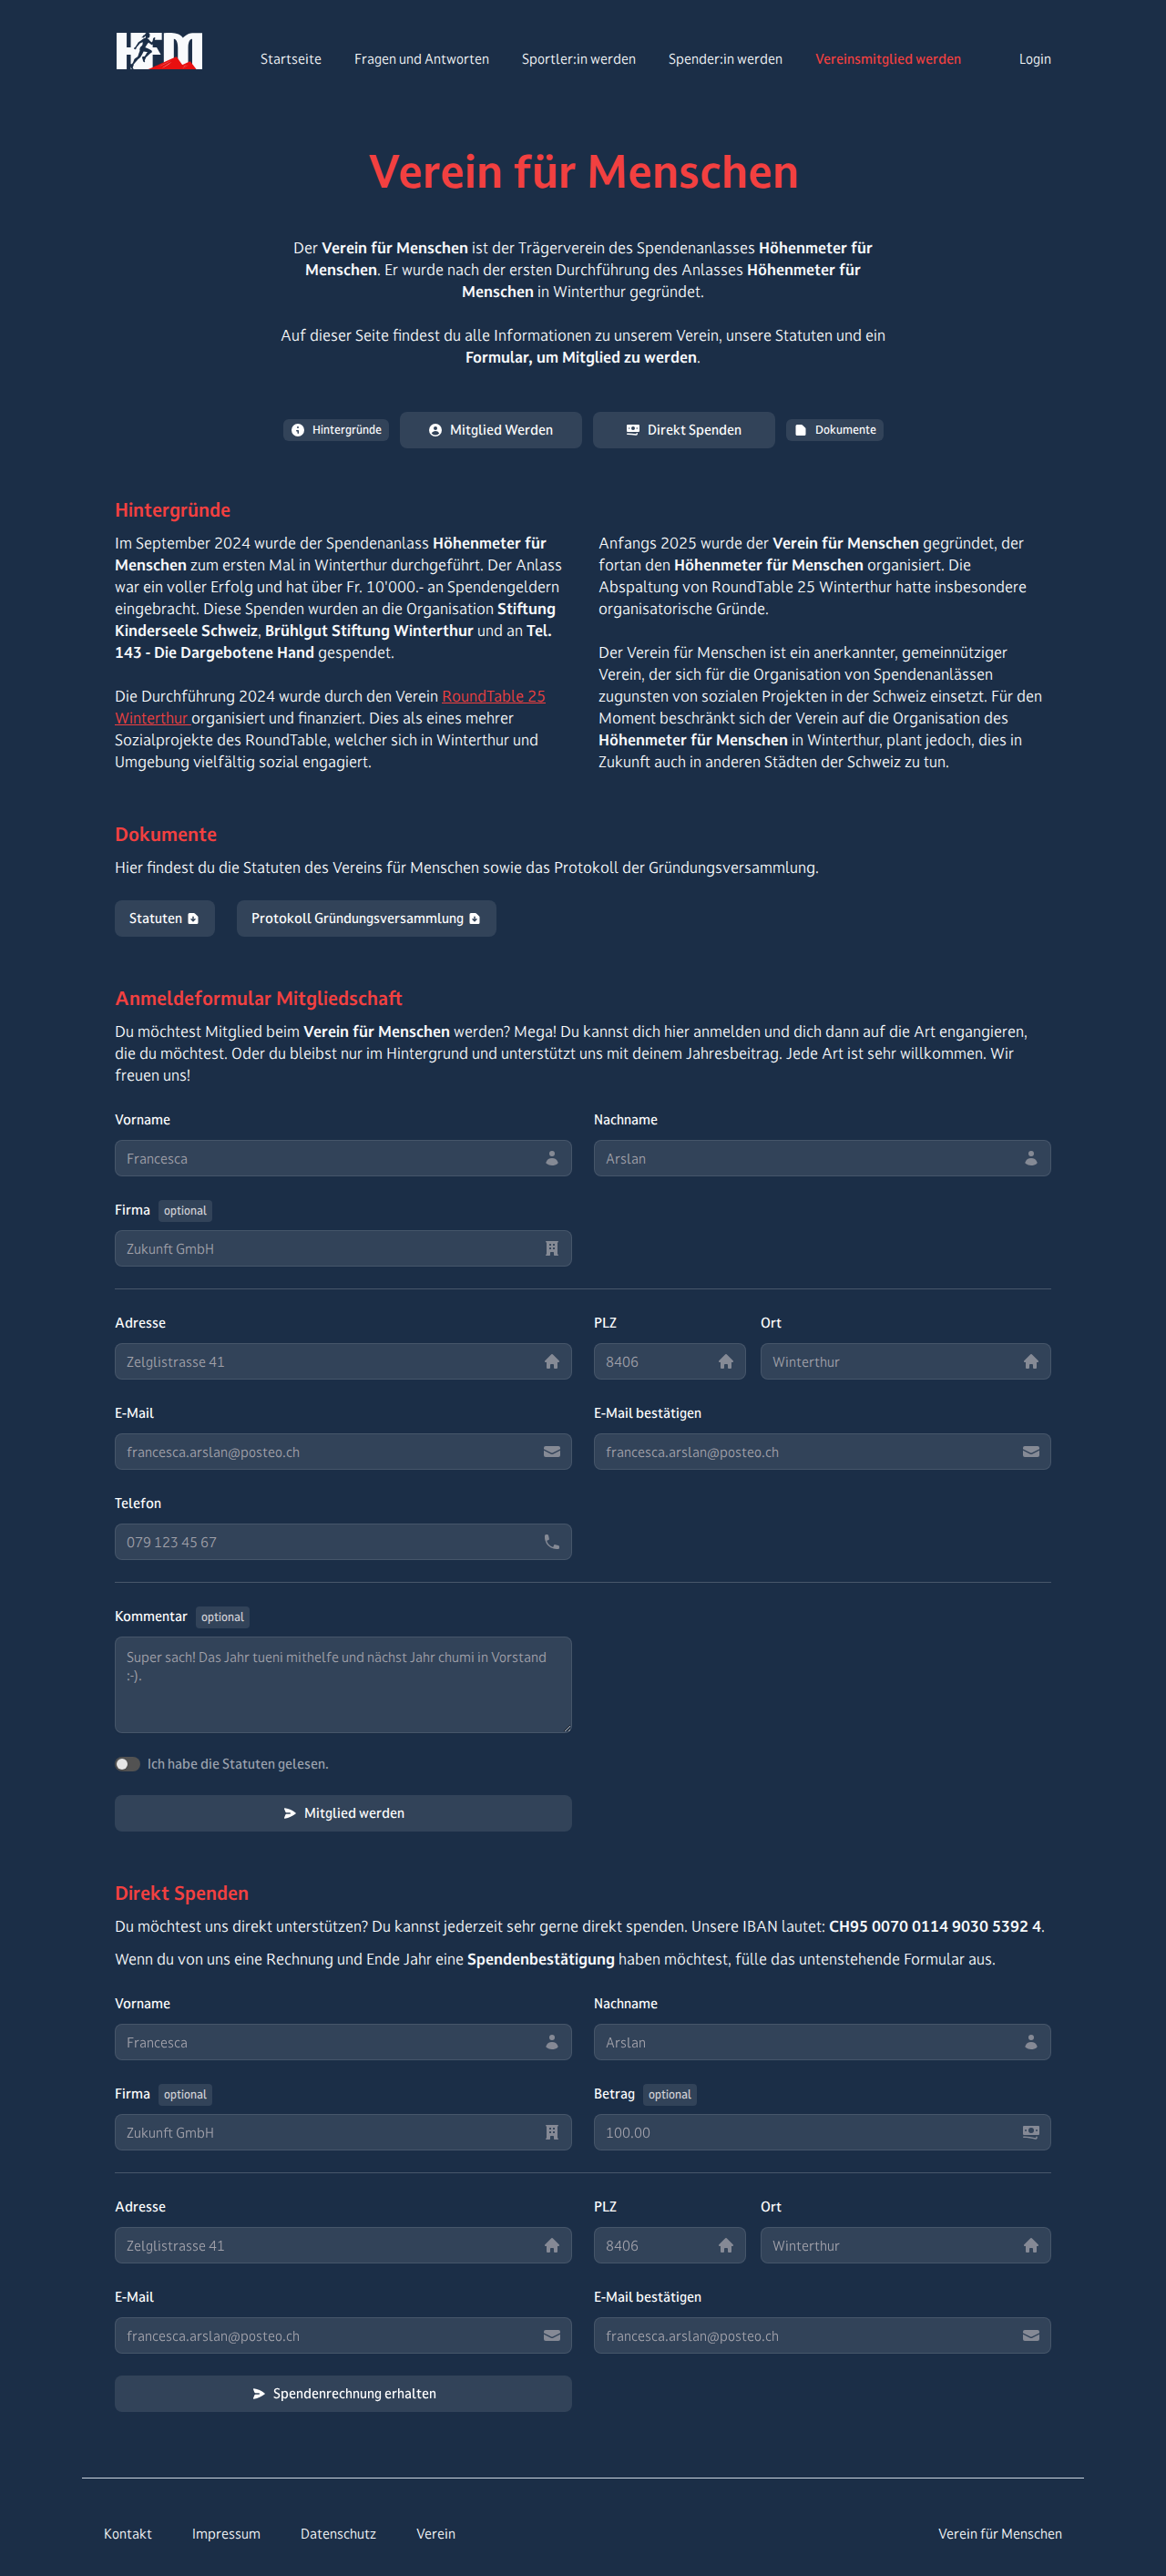 HFM
Startseite
Fragen und Antworten
Sportler:in werden
Spender:in werden
Vereinsmitglied werden
Login
Verein für Menschen
Der Verein für Menschen ist der Trägerverein des Spendenanlasses Höhenmeter für
Menschen. Er wurde nach der ersten Durchführung des Anlasses Höhenmeter für
Menschen in Winterthur gegründet.
Auf dieser Seite findest du alle Informationen zu unserem Verein, unsere Statuten und ein
Formular, um Mitglied zu werden.
Hintergründe
Mitglied Werden
Direkt Spenden
Dokumente
Hintergründe
Im September 2024 wurde der Spendenanlass Höhenmeter für
Menschen zum ersten Mal in Winterthur durchgeführt. Der Anlass
war ein voller Erfolg und hat über Fr. 10'000.- an Spendengeldern
eingebracht. Diese Spenden wurden an die Organisation Stiftung
Kinderseele Schweiz, Brühlgut Stiftung Winterthur und an Tel.
143 - Die Dargebotene Hand gespendet.
Die Durchführung 2024 wurde durch den Verein RoundTable 25
Winterthur organisiert und finanziert. Dies als eines mehrer
Sozialprojekte des RoundTable, welcher sich in Winterthur und
Umgebung vielfältig sozial engagiert.
Anfangs 2025 wurde der Verein für Menschen gegründet, der
fortan den Höhenmeter für Menschen organisiert. Die
Abspaltung von RoundTable 25 Winterthur hatte insbesondere
organisatorische Gründe.
Der Verein für Menschen ist ein anerkannter, gemeinnütziger
Verein, der sich für die Organisation von Spendenanlässen
zugunsten von sozialen Projekten in der Schweiz einsetzt. Für den
Moment beschränkt sich der Verein auf die Organisation des
Höhenmeter für Menschen in Winterthur, plant jedoch, dies in
Zukunft auch in anderen Städten der Schweiz zu tun.
Dokumente
Hier findest du die Statuten des Vereins für Menschen sowie das Protokoll der Gründungsversammlung.
Statuten
Protokoll Gründungsversammlung
Anmeldeformular Mitgliedschaft
Du möchtest Mitglied beim Verein für Menschen werden? Mega! Du kannst dich hier anmelden und dich dann auf die Art engangieren,
die du möchtest. Oder du bleibst nur im Hintergrund und unterstützt uns mit deinem Jahresbeitrag. Jede Art ist sehr willkommen. Wir
freuen uns!
Vorname
Nachname
Francesca
Arslan
Firma optional
Zukunft GmbH
Adresse
PLZ
Ort
Zelglistrasse 41
8406
Winterthur
E-Mail
E-Mail bestätigen
francesca.arslan@posteo.ch
francesca.arslan@posteo.ch
Telefon
079 123 45 67
Kommentar optional
Super sach! Das Jahr tueni mithelfe und nächst Jahr chumi in Vorstand
:-).
Ich habe die Statuten gelesen.
Mitglied werden
Direkt Spenden
Du möchtest uns direkt unterstützen? Du kannst jederzeit sehr gerne direkt spenden. Unsere IBAN lautet: CH95 0070 0114 9030 5392 4.
Wenn du von uns eine Rechnung und Ende Jahr eine Spendenbestätigung haben möchtest, fülle das untenstehende Formular aus.
Vorname
Nachname
Francesca
Arslan
Firma optional
Betrag optional
Zukunft GmbH
100.00
Adresse
PLZ
Ort
Zelglistrasse 41
8406
Winterthur
E-Mail
E-Mail bestätigen
francesca.arslan@posteo.ch
francesca.arslan@posteo.ch
Spendenrechnung erhalten
Kontakt
Impressum
Datenschutz
Verein
Verein für Menschen